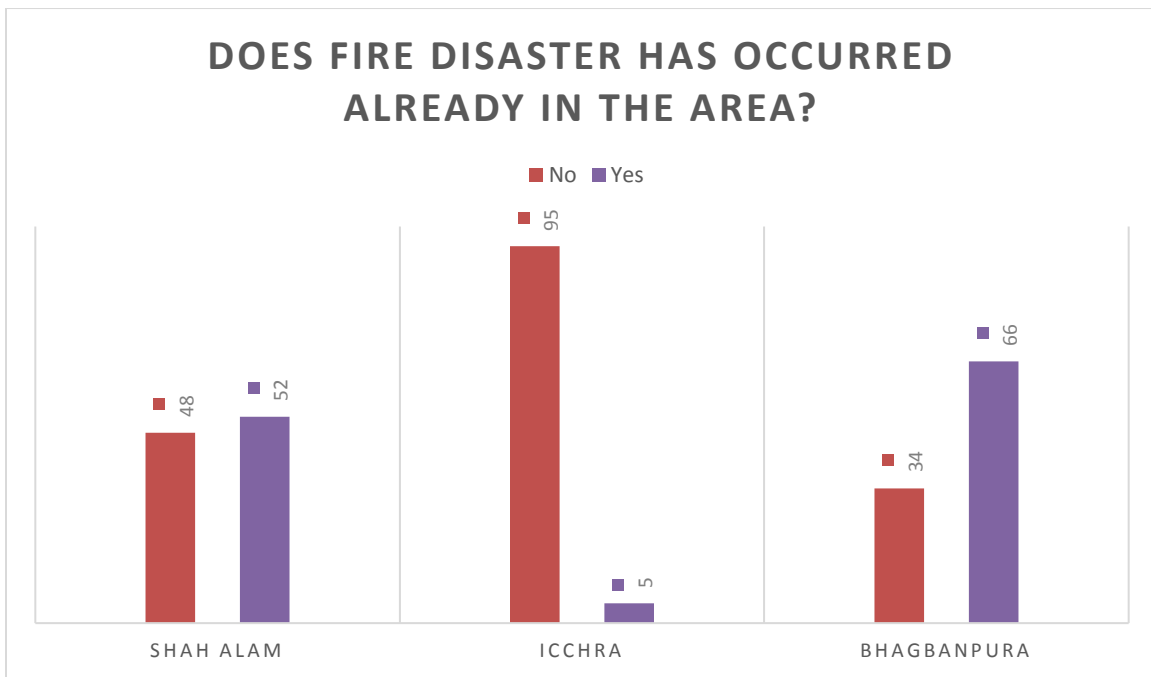 DOES FIRE DISASTER HAS OCCURRED
ALREADY IN THE AREA?
No Yes
48
52
95
5
34
66
SHAH ALAM
ICCHRA
BHAGBANPURA